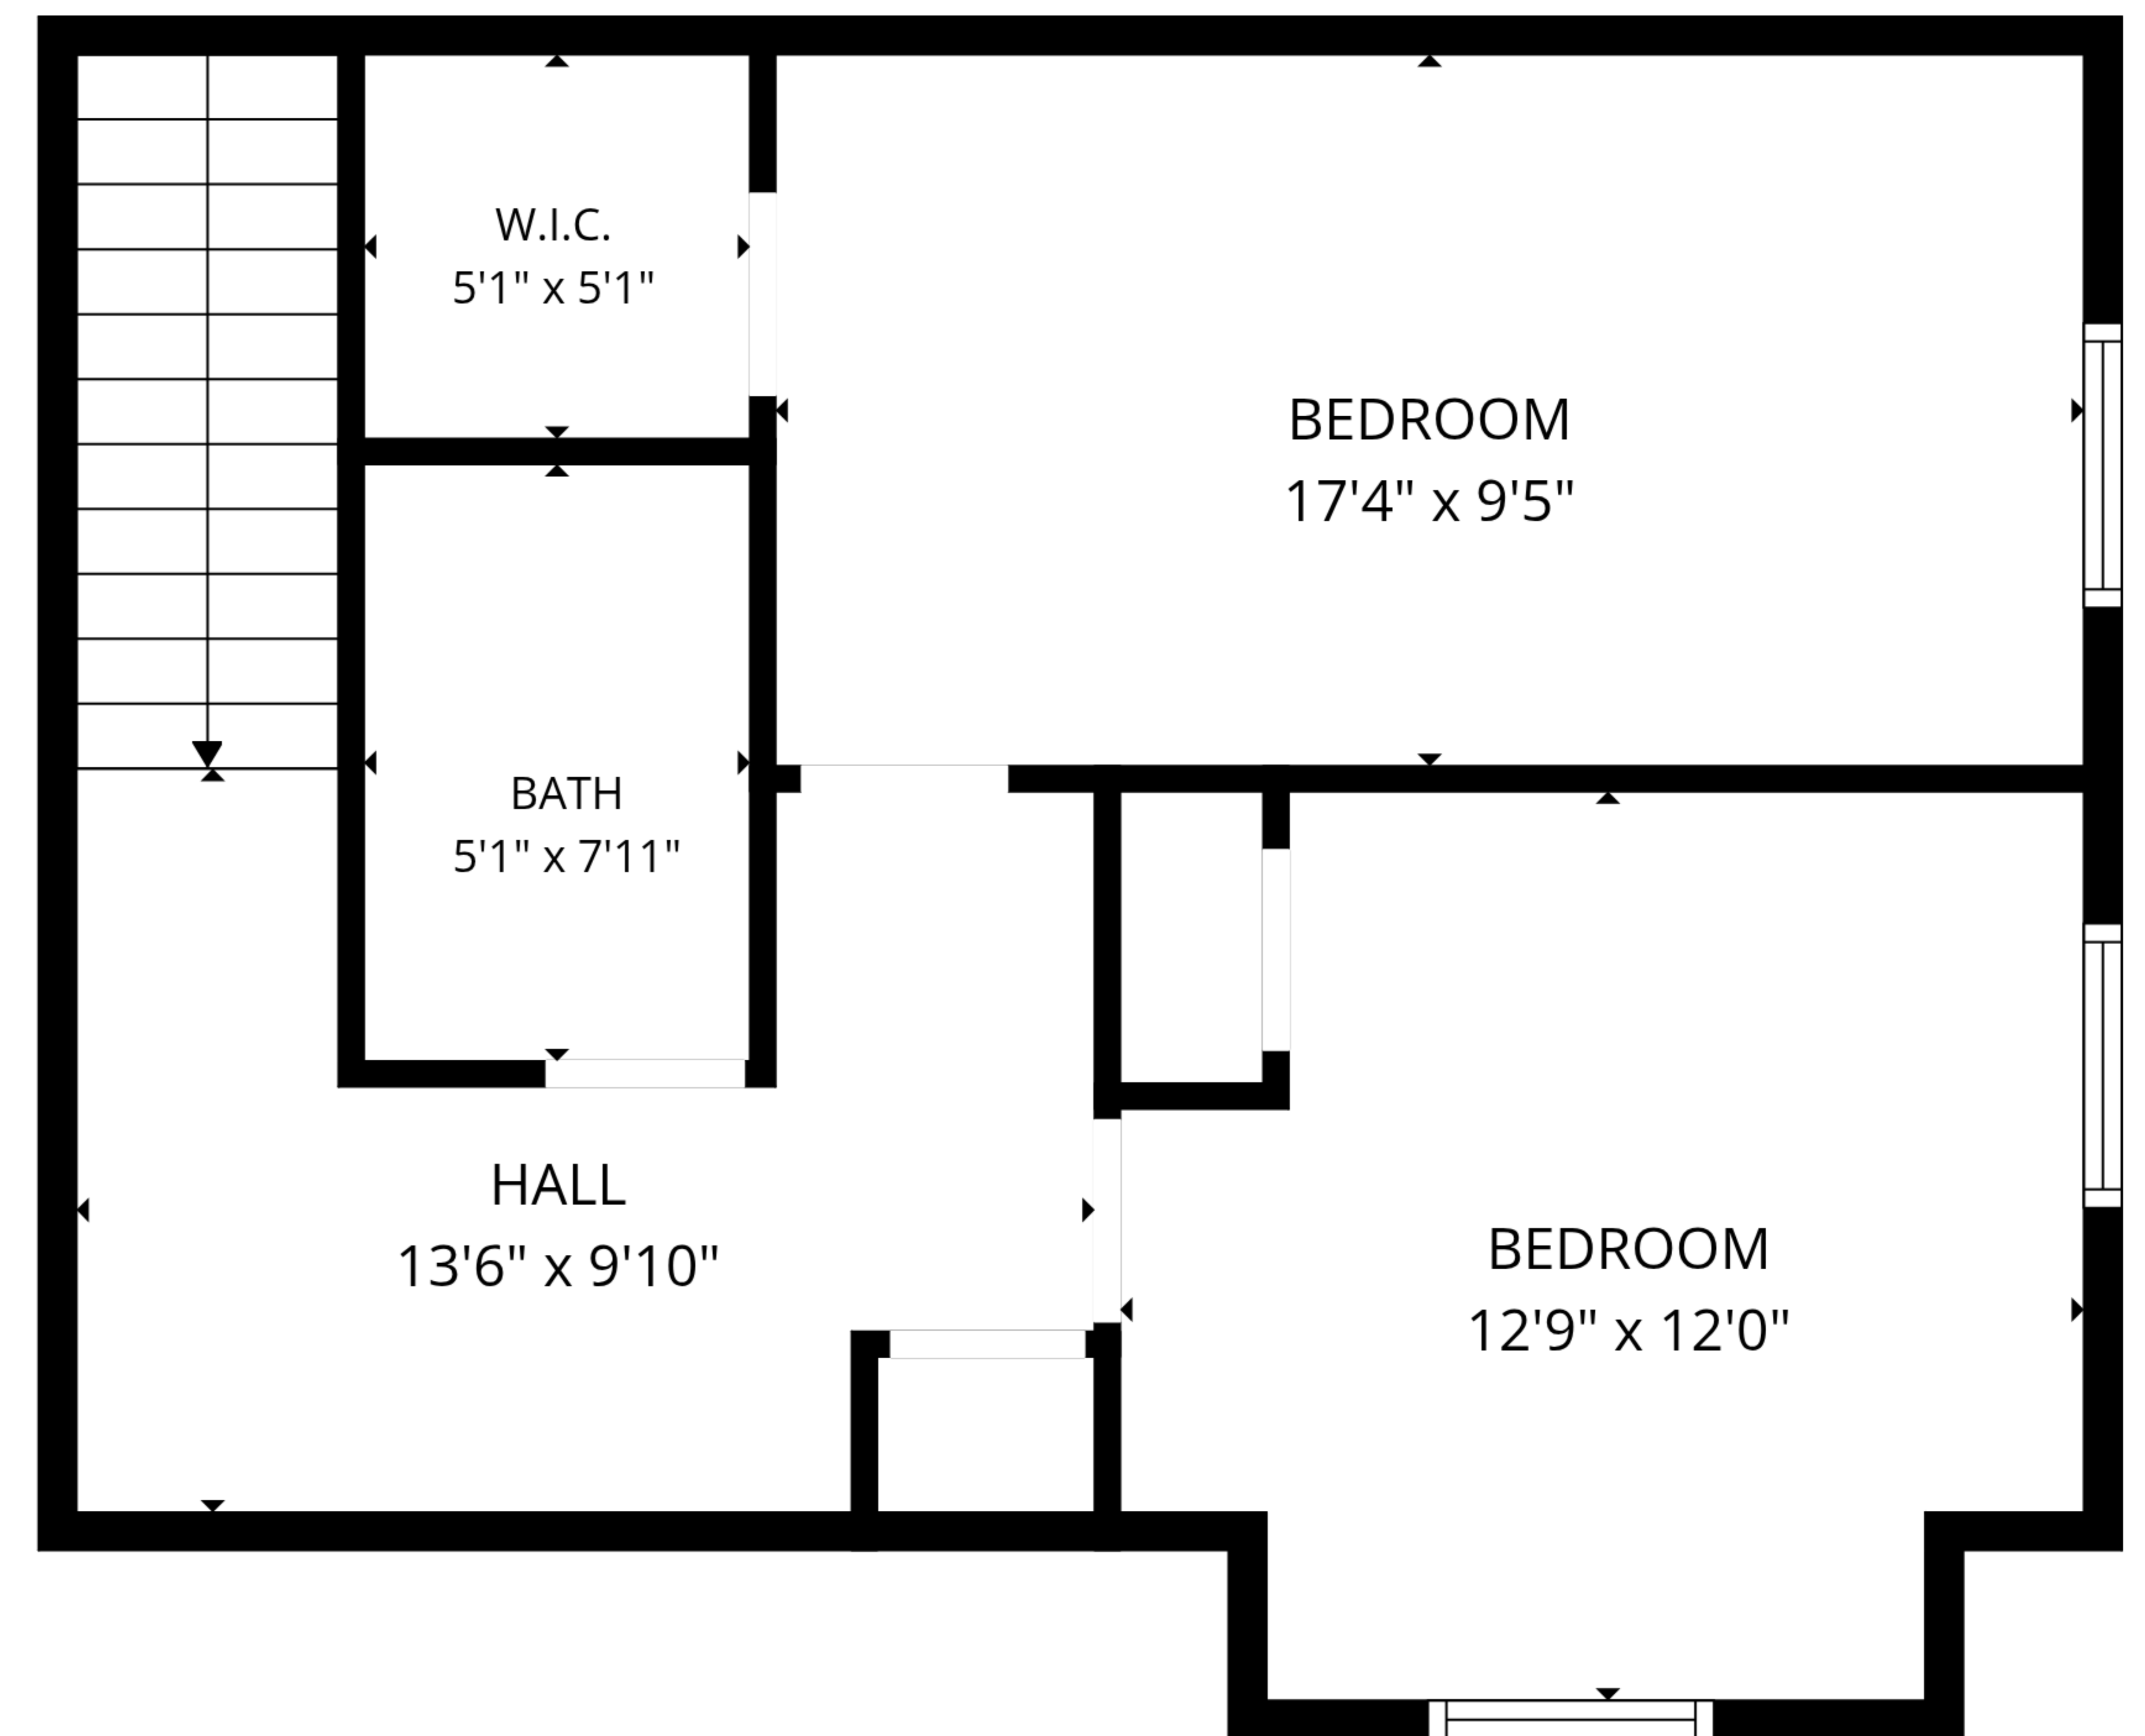 W.I.C.
5'1" x 5'1"
BEDROOM
17'4" x 9'5"
BATH
5'1" x 7'11"
HALL
13'6" x 9'10"
BEDROOM
12'9" x 12'0"